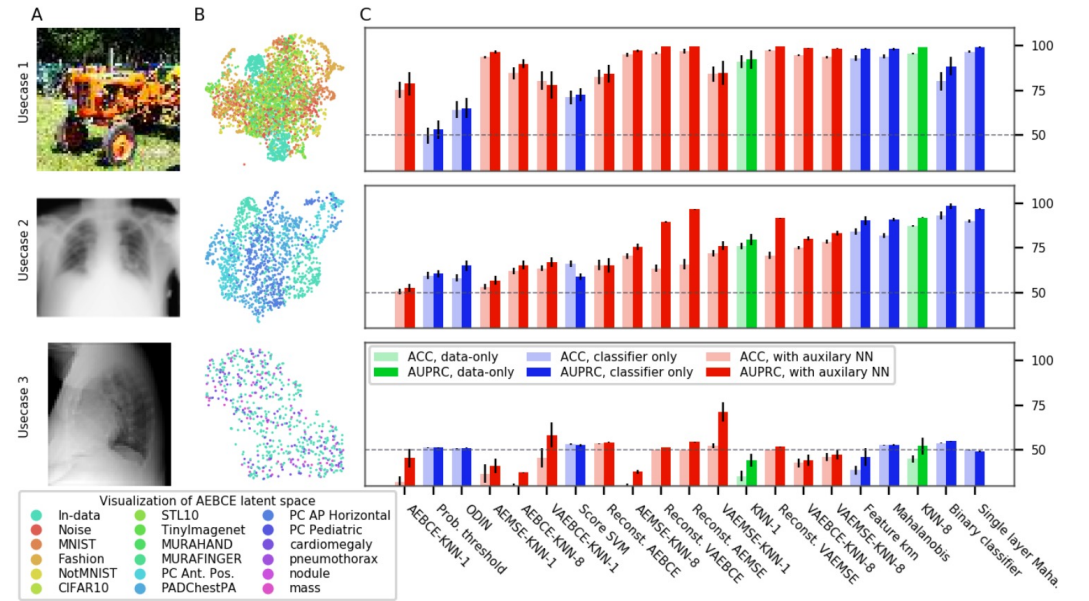 A
B
C
Usecase 1
100
75
50
Usecase 2
100
75
50
Usecase 3
ACC, data-only
AUPRC, data-only
ACC, classifier only
AUPRC, classifier only
ACC, with auxilary NN
AUPRC, with auxilary NN
100
75
50
AEBCE-KNN-1
Prob. threshold
ODIN
AEMSE-KNN-1
AEBCE-KNN-8
VAEBCE-KNN-1
Score SVM
Reconst. AEBCE
AEMSE-KNN-8
Reconst. VAEBCE
Reconst. AEMSE
VAEMSE-KNN-1
KNN-1
Reconst. VAEMSE
VAEBCE-KNN-8
VAEMSE-KNN-8
Feature knn
Mahalanobis
KNN-8
Binary classifier
Single layer Maha.
Visualization of AEBCE latent space
In-data
Noise
MNIST
Fashion
NotMNIST
CIFAR10
STL10
TinyImagenet
MURAHAND
MURAFINGER
PC Ant. Pos.
PADChestPA
PC AP Horizontal
PC Pediatric
cardiomegaly
pneumothorax
nodule
mass